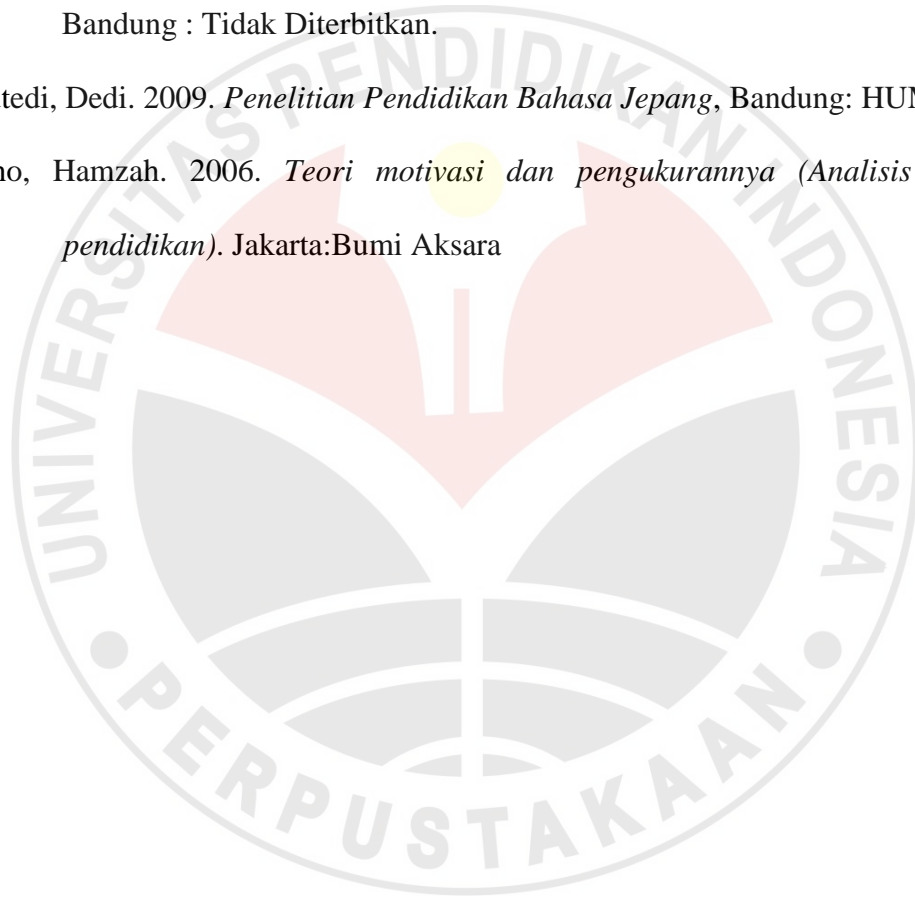 Bandung : Tidak Diterbitkan.
tedi, Dedi. 2009. Penelitian Pendidikan Bahasa Jepang, Bandung: HUM
no, Hamzah. 2006. Teori motivasi dan pengukurannya (Analisis
pendidikan). Jakarta:Bumi Aksara
UNIVERSITAS PENDIDIKAN INDONESIA
PERPUSTAKAAN